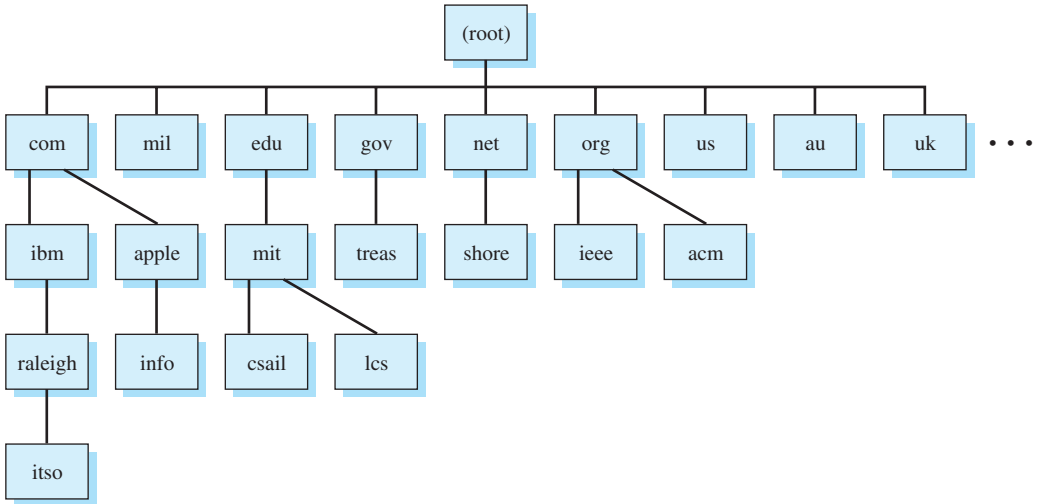 (root)
com mil edu gov net org us au uk • • •
ibm apple mit treas shore ieee acm
raleigh info csail lcs
itso